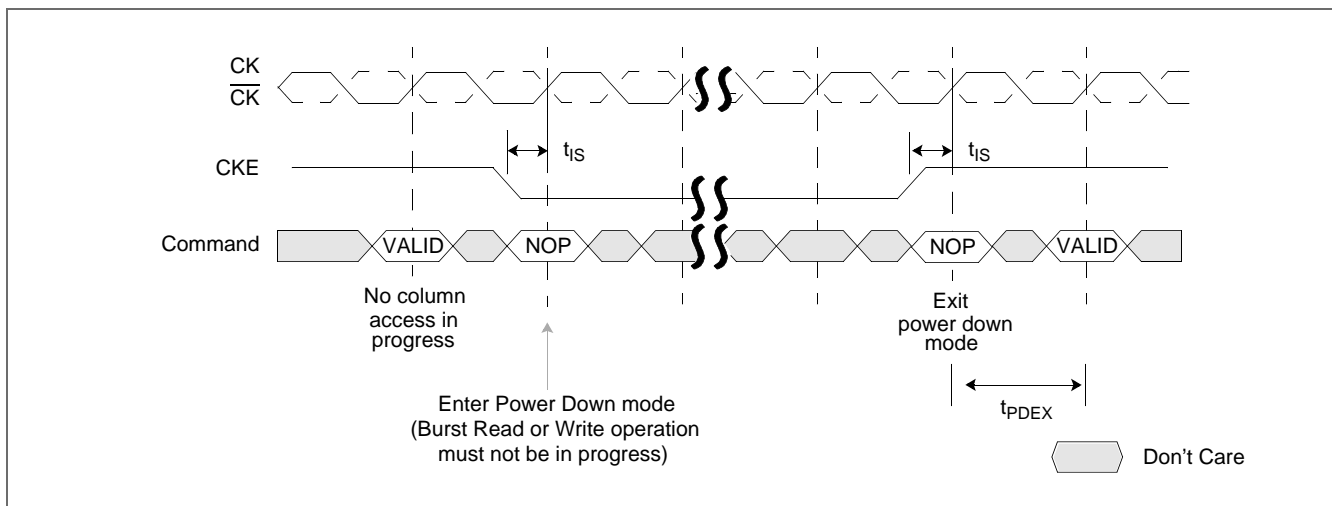 CK
CK
tIS
tIS
CKE
Command
VALID
NOP
NOP
VALID
No column
access in
progress
Exit
power down
mode
Enter Power Down mode
(Burst Read or Write operation
must not be in progress)
tPDEX
Don't Care